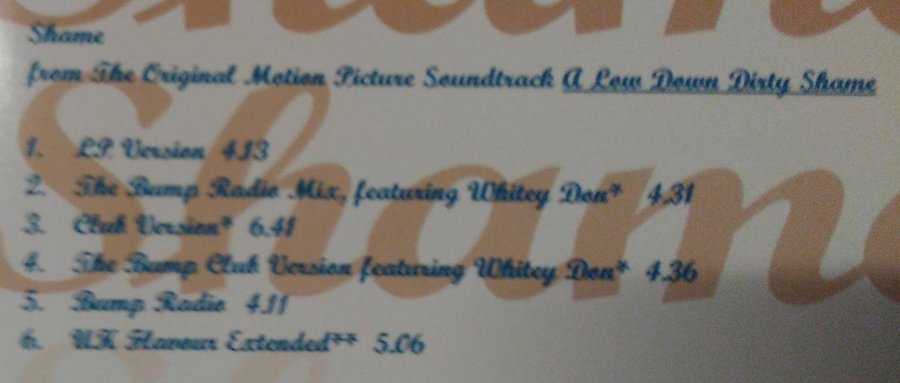 Shame
from The Original Motion Picture Soundtrack A Low Down Dirty Shame
1. LP Version 4.13
2. The Bump Radio Mix, featuring Whitey Don* 4.31
3. Club Version* 6.41
4. The Bump Club Version featuring Whitey Don* 4.36
5. Bump Radio 4.11
6. UK Flavour Extended** 5.06
Shame